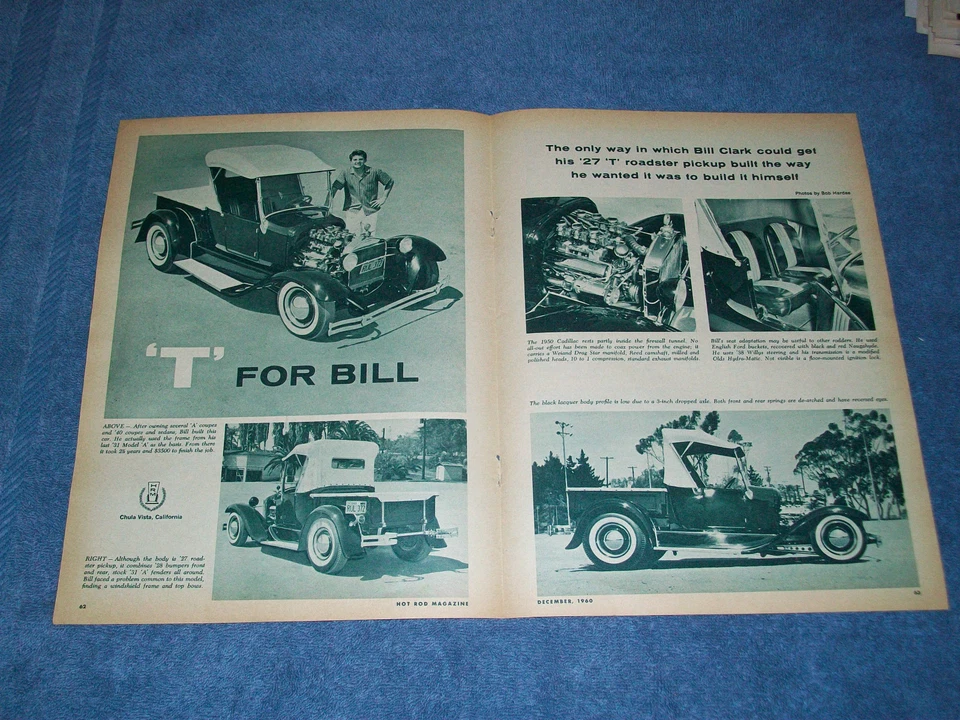 'T' FOR BILL
ABOVE — After owning several 'A' coupes
and '40 coupes and sedans, Bill built this
car. He actually used the frame from his
last '31 Model 'A' as the basis. From there
it took 2½ years and $3500 to finish the job.
Chula Vista, California
RIGHT — Although the body is '27 road-
ster pickup, it combines '28 bumpers front
and rear, stock '31 'A' fenders all around.
Bill faced a problem common to this model,
finding a windshield frame and top bows.
62
HOT ROD MAGAZINE
The only way in which Bill Clark could get
his '27 'T' roadster pickup built the way
he wanted it was to build it himself
Photos by Bob Hardee
The 1950 Cadillac rests partly inside the firewall tunnel. No
all-out effort has been made to coax power from the engine; it
carries a Weiand Drag Star manifold, Reed camshaft, milled and
polished heads, 10 to 1 compression, standard exhaust manifolds.
Bill's seat adaptation may be useful to other rodders. He used
English Ford buckets, recovered with black and red Naugahyde.
He uses '38 Willys steering and his transmission is a modified
Olds Hydra-Matic. Not visible is a floor-mounted ignition lock.
The black lacquer body profile is low due to a 3-inch dropped axle. Both front and rear springs are de-arched and have reversed eyes.
DECEMBER, 1960
63